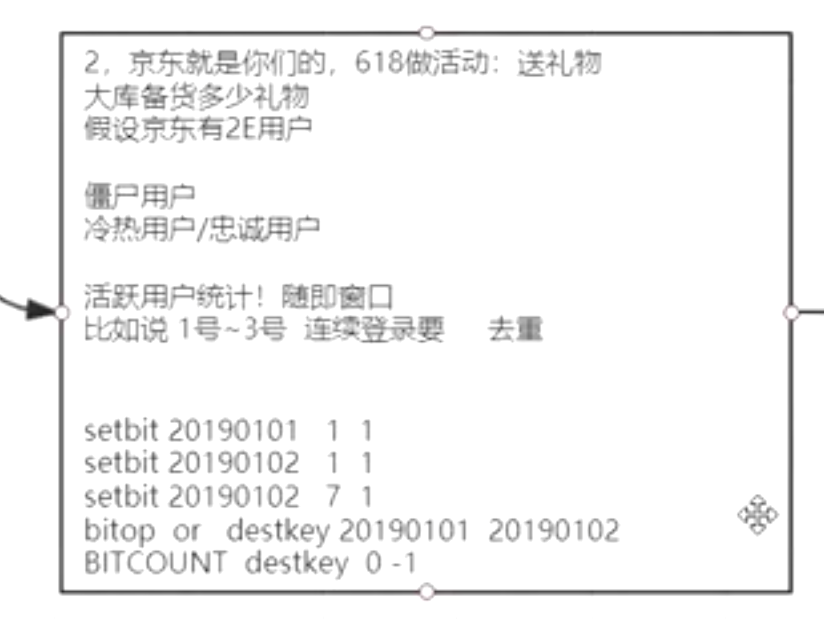 2，京东就是你们的，618做活动：送礼物
大库备货多少礼物
假设京东有2E用户
僵尸用户
冷热用户/忠诚用户
活跃用户统计！随即窗口
比如说 1号~3号 连续登录要 去重
setbit 20190101 1 1
setbit 20190102 1 1
setbit 20190102 7 1
bitop or destkey 20190101 20190102
BITCOUNT destkey 0 -1